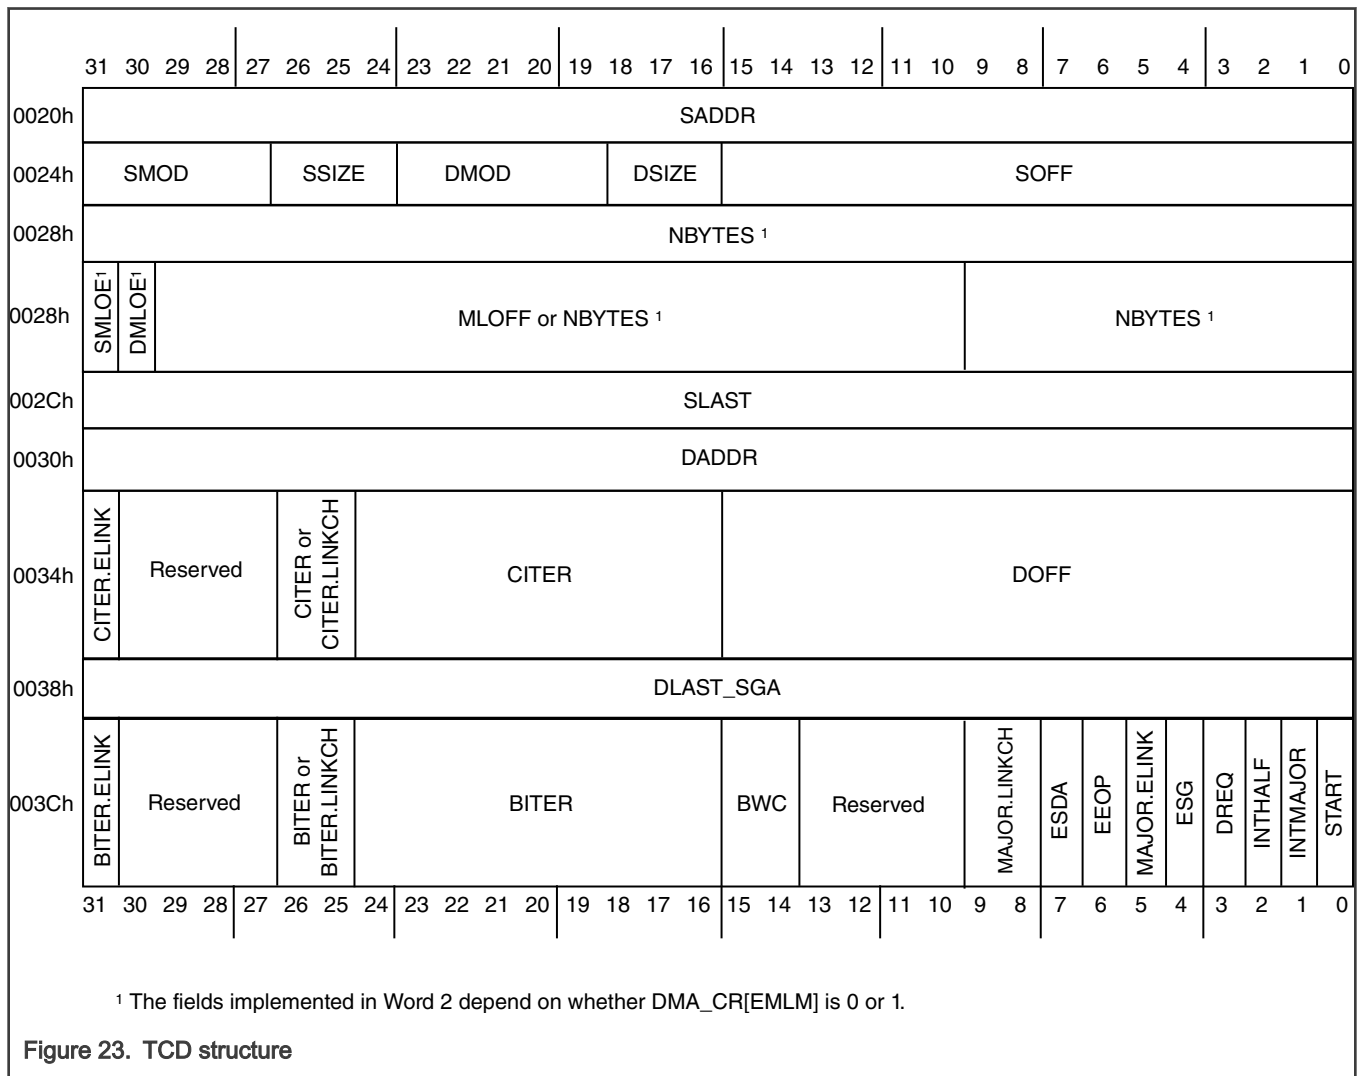 31 30 29 28 27 26 25 24 23 22 21 20 19 18 17 16 15 14 13 12 11 10 9 8 7 6 5 4 3 2 1 0
0020h SADDR
0024h SMOD SSIZE DMOD DSIZE SOFF
0028h NBYTES ¹
0028h SMLOE¹ DMLOE¹ MLOFF or NBYTES ¹ NBYTES ¹
002Ch SLAST
0030h DADDR
0034h CITER.ELINK Reserved CITER or CITER.LINKCH CITER DOFF
0038h DLAST_SGA
003Ch BITER.ELINK Reserved BITER or BITER.LINKCH BITER BWC Reserved MAJOR.LINKCH ESDA EEOP MAJOR.ELINK ESG DREQ INTHALF INTMAJOR START
31 30 29 28 27 26 25 24 23 22 21 20 19 18 17 16 15 14 13 12 11 10 9 8 7 6 5 4 3 2 1 0
¹ The fields implemented in Word 2 depend on whether DMA_CR[EMLM] is 0 or 1.
Figure 23. TCD structure